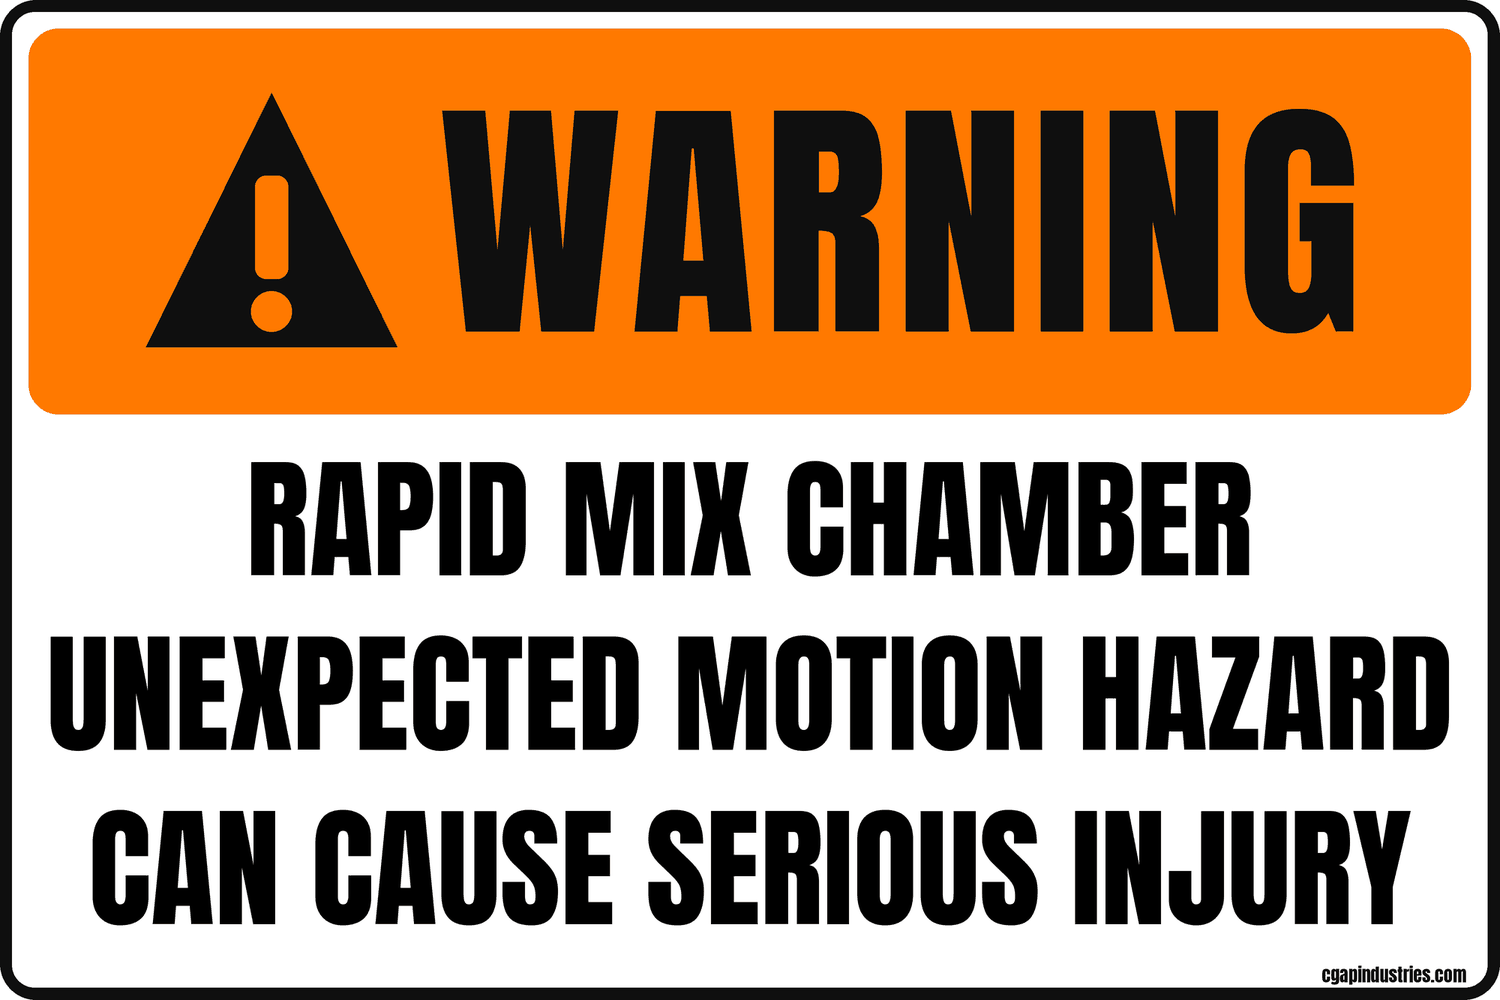 WARNING
RAPID MIX CHAMBER
UNEXPECTED MOTION HAZARD
CAN CAUSE SERIOUS INJURY
cgapindustries.com